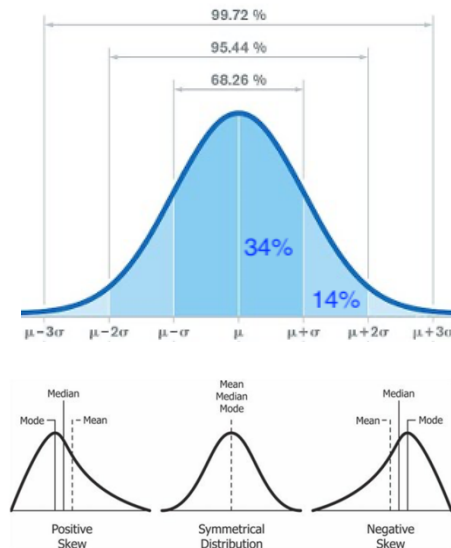 99.72 %
95.44 %
68.26 %
34%
14%
μ−3σ μ−2σ μ−σ μ μ+σ μ+2σ μ+3σ
Median
Mode Mean
Positive
Skew
Mean
Median
Mode
Symmetrical
Distribution
Median
Mean Mode
Negative
Skew